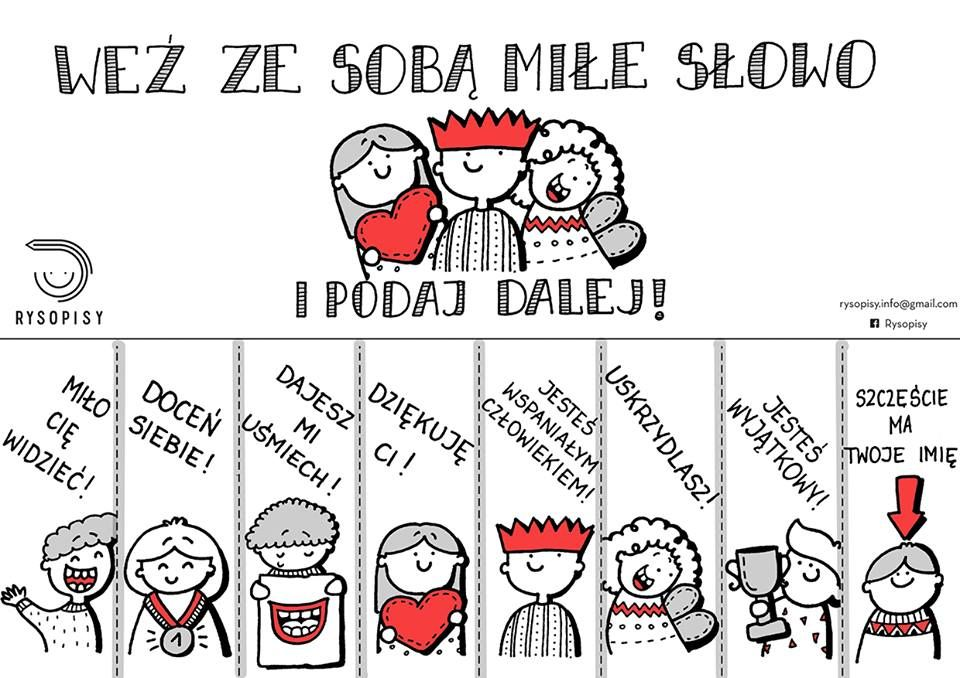 WEŹ ZE SOBĄ MIŁE SŁOWO
I PODAJ DALEJ!
RYSOPISY
rysopisy.info@gmail.com
Rysopisy
MIŁO
CIĘ
WIDZIEĆ!
DOCEŃ
SIEBIE!
DAJESZ
MI
UŚMIECH!
DZIĘKUJĘ
CI!
JESTEŚ
WSPANIAŁYM
CZŁOWIEKIEM!
USKRZYDLASZ!
JESTEŚ
WYJĄTKOWY!
SZCZĘŚCIE
MA
TWOJE IMIĘ
1